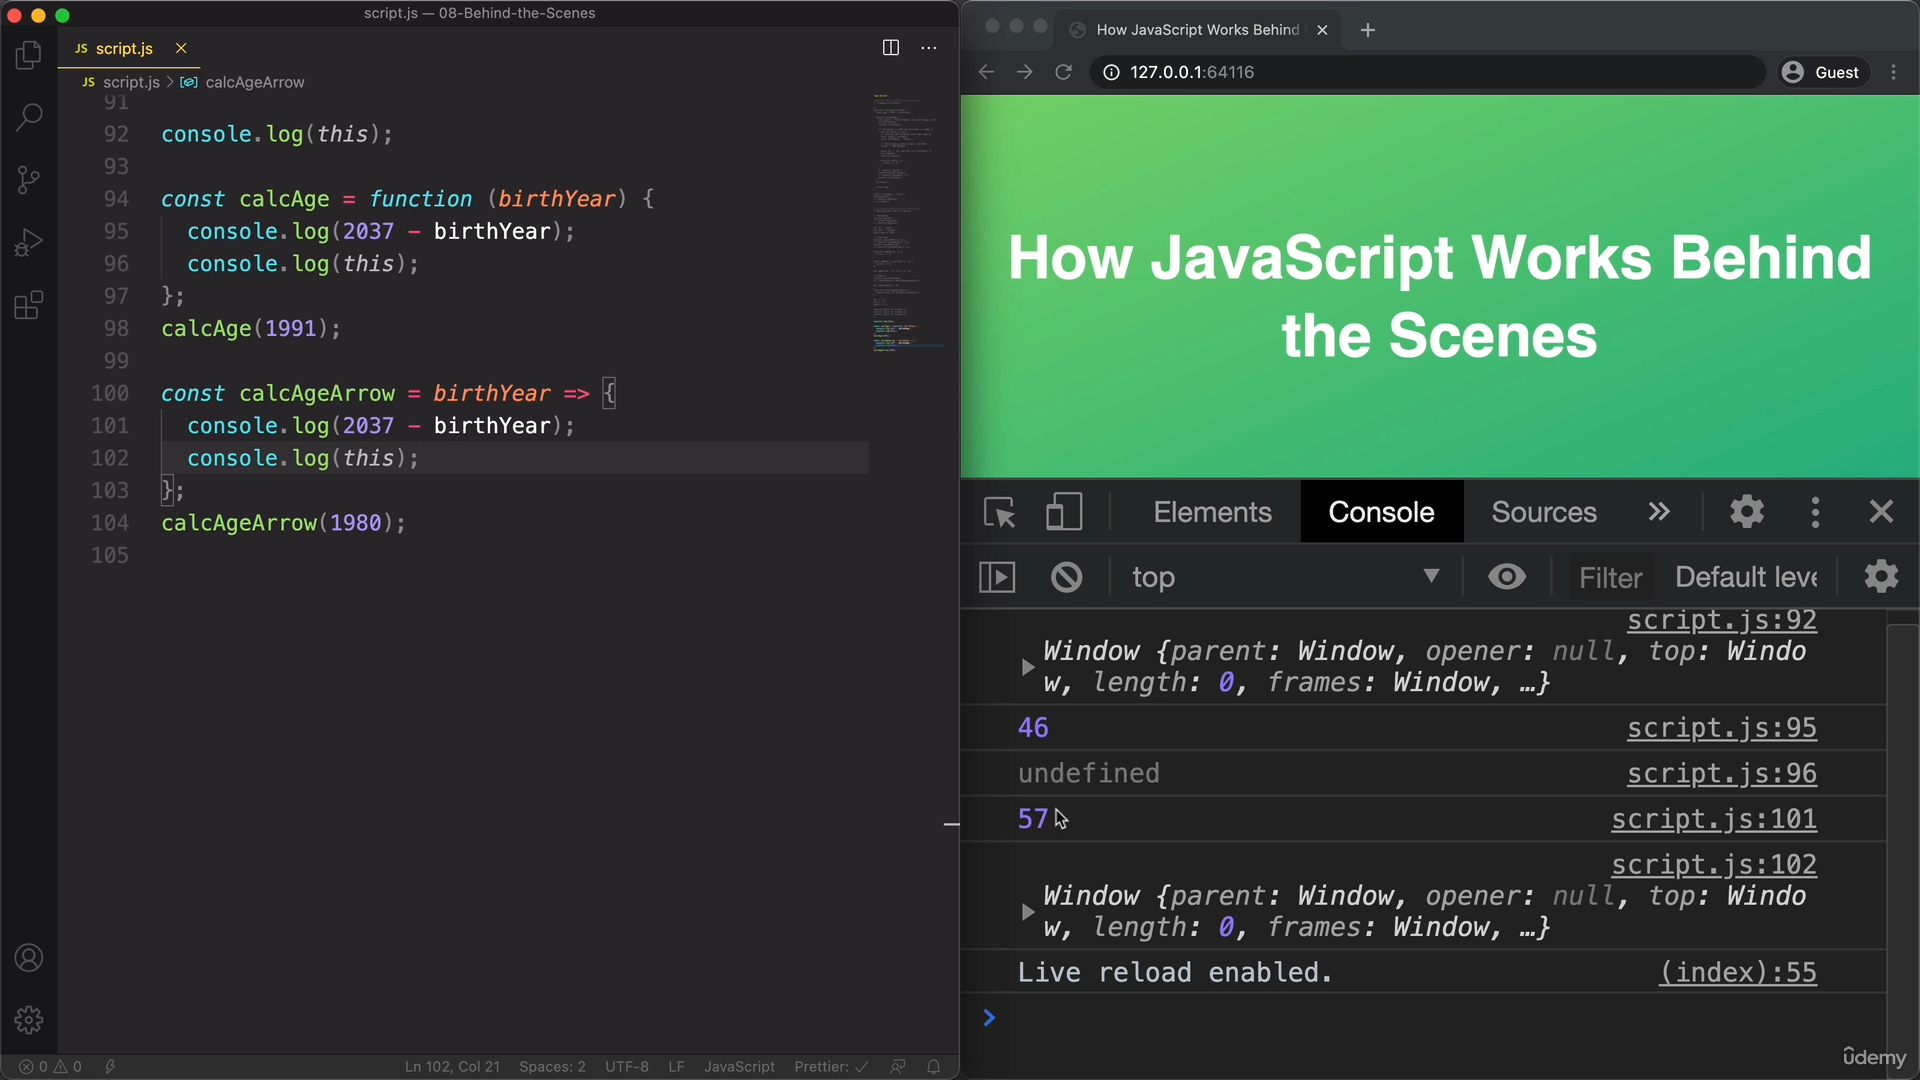 script.js — 08-Behind-the-Scenes
JS script.js
JS script.js > calcAgeArrow
91
92 console.log(this);
93
94 const calcAge = function (birthYear) {
95 console.log(2037 - birthYear);
96 console.log(this);
97 };
98 calcAge(1991);
99
100 const calcAgeArrow = birthYear => {
101 console.log(2037 - birthYear);
102 console.log(this);
103 };
104 calcAgeArrow(1980);
105
0 0
Ln 102, Col 21 Spaces: 2 UTF-8 LF JavaScript Prettier: ✓
How JavaScript Works Behind
127.0.0.1:64116
Guest
How JavaScript Works Behind
the Scenes
Elements Console Sources
top Filter Default leve
script.js:92
Window {parent: Window, opener: null, top: Windo
w, length: 0, frames: Window, …}
46 script.js:95
undefined script.js:96
57 script.js:101
script.js:102
Window {parent: Window, opener: null, top: Windo
w, length: 0, frames: Window, …}
Live reload enabled. (index):55
>
ûdemy